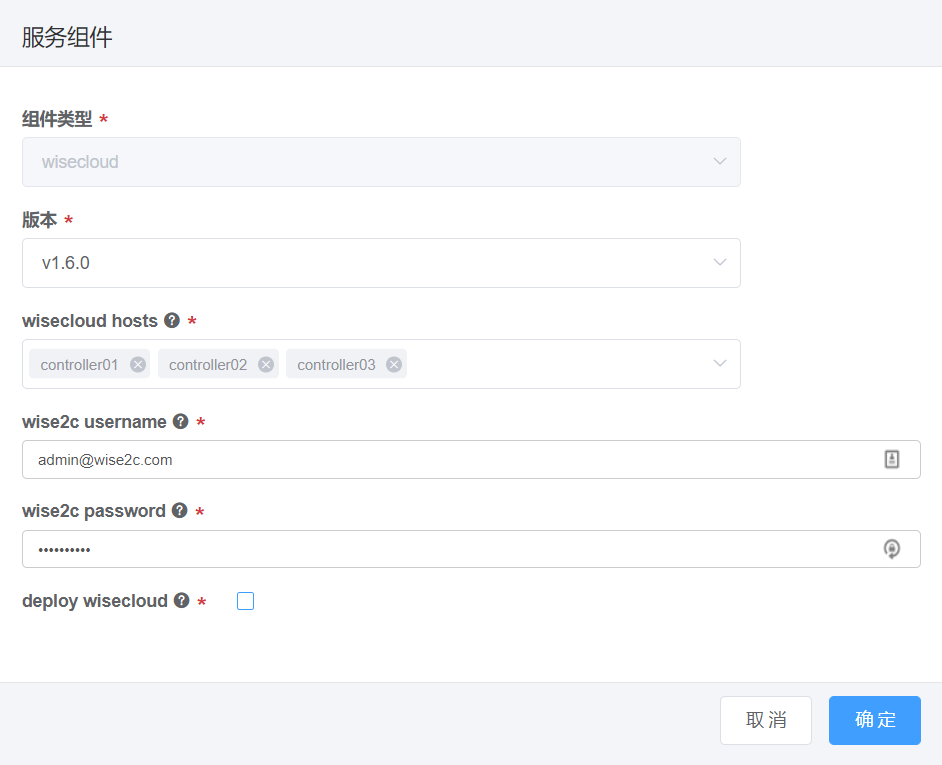 服务组件
组件类型 *
wisecloud
版本 *
v1.6.0
wisecloud hosts ? *
controller01 controller02 controller03
wise2c username ? *
admin@wise2c.com
wise2c password ? *
••••••••••
deploy wisecloud ? *
取消 确定